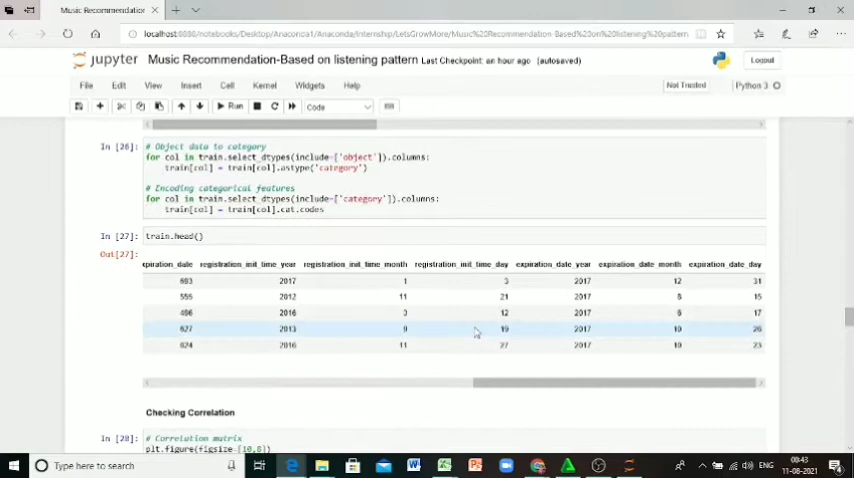 Music Recommendation
localhost:8888/notebooks/Desktop/Anaconda1/Anaconda/Internship/LetsGrowMore/Music%20Recommendation-Based%20on%20listening%20pattern
jupyter Music Recommendation-Based on listening pattern Last Checkpoint: an hour ago (autosaved)
Logout
File Edit View Insert Cell Kernel Widgets Help
Not Trusted
Python 3
Run
Code
In [26]:
# Object data to category
for col in train.select_dtypes(include=['object']).columns:
train[col] = train[col].astype('category')
# Encoding categorical features
for col in train.select_dtypes(include=['category']).columns:
train[col] = train[col].cat.codes
In [27]: train.head()
Out[27]:
xpiration_date registration_init_time_year registration_init_time_month registration_init_time_day expiration_date_year expiration_date_month expiration_date_day
693 2017 1 3 2017 12 31
555 2012 11 21 2017 8 15
486 2016 3 12 2017 6 17
627 2013 9 19 2017 10 26
624 2016 11 27 2017 10 23
Checking Correlation
In [28]:
# Correlation matrix
plt.figure(figsize=[10,8])
Type here to search
ENG
00:43
11-08-2021